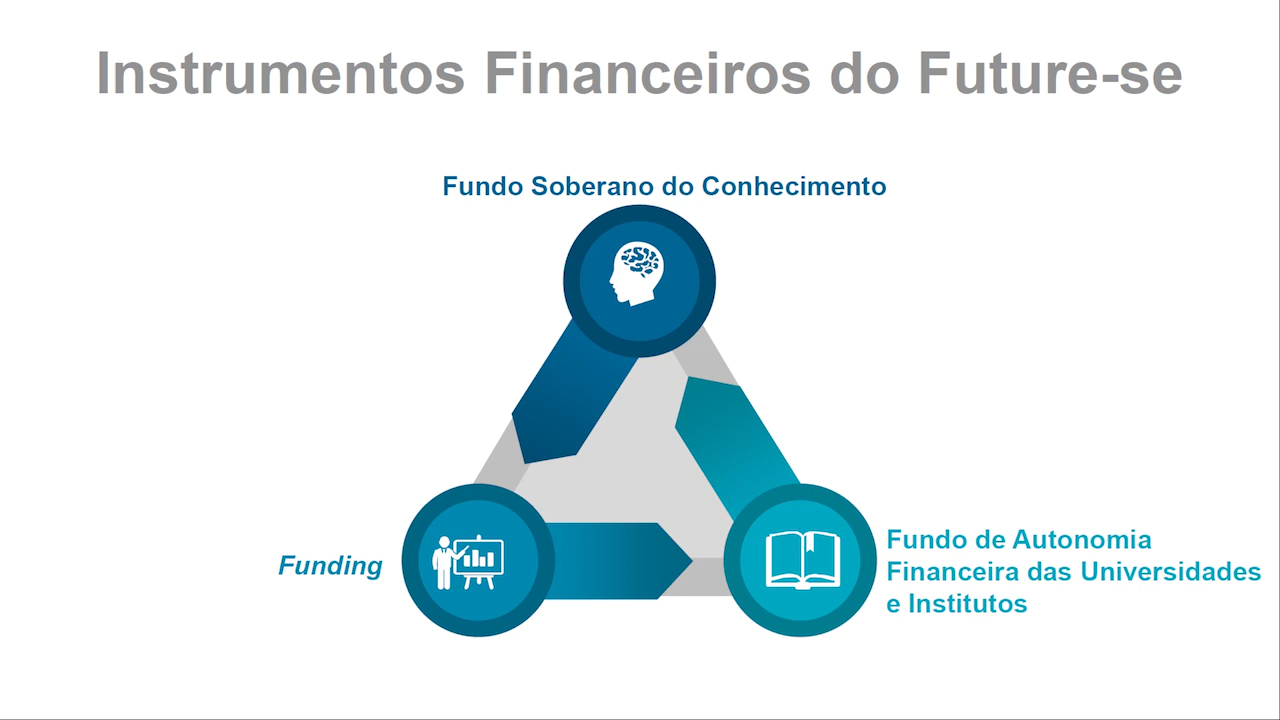 Instrumentos Financeiros do Future-se
Fundo Soberano do Conhecimento
Funding
Fundo de Autonomia
Financeira das Universidades
e Institutos